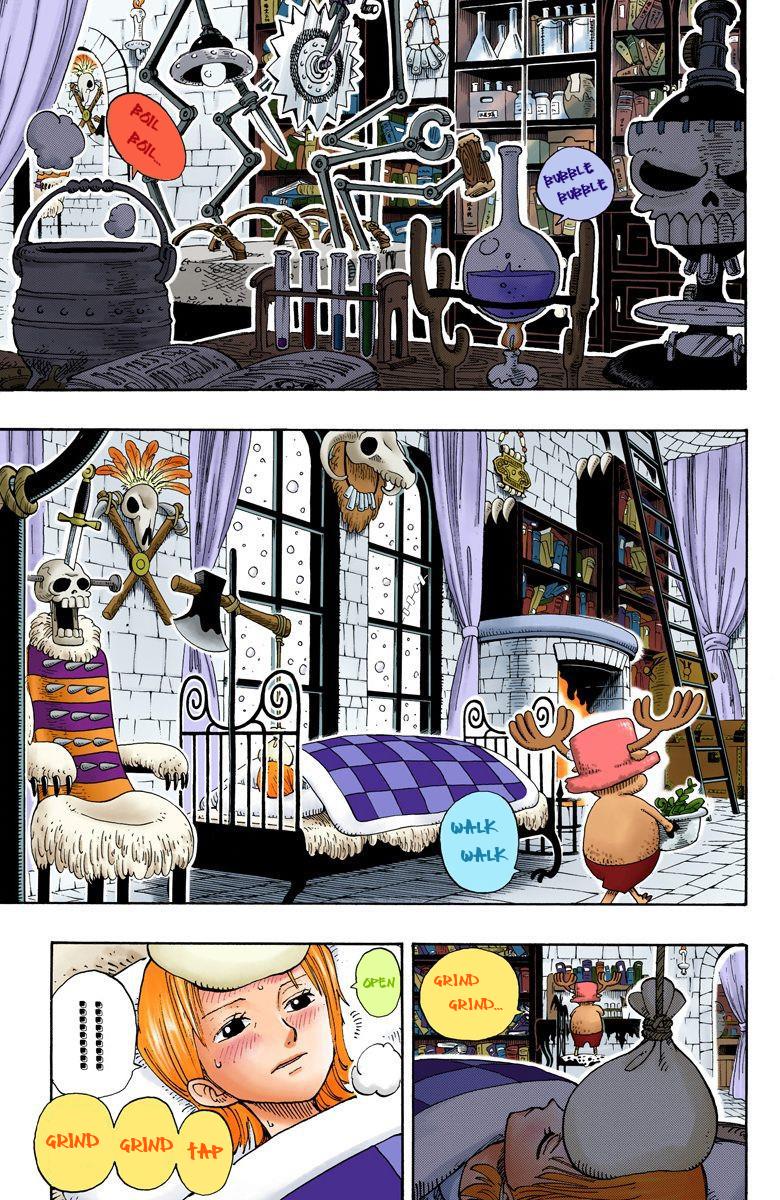 BOIL
BOIL...
BUBBLE
BUBBLE
WALK
WALK
OPEN
!!
GRIND
GRIND
TAP
GRIND
GRIND...